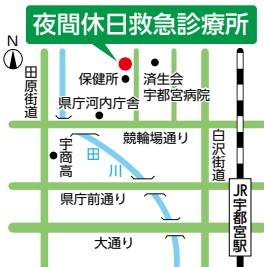 夜間休日救急診療所
N
田原街道
保健所
済生会
宇都宮病院
県庁河内庁舎
競輪場通り
宇商高
田川
白沢街道
県庁前通り
JR宇都宮駅
大通り